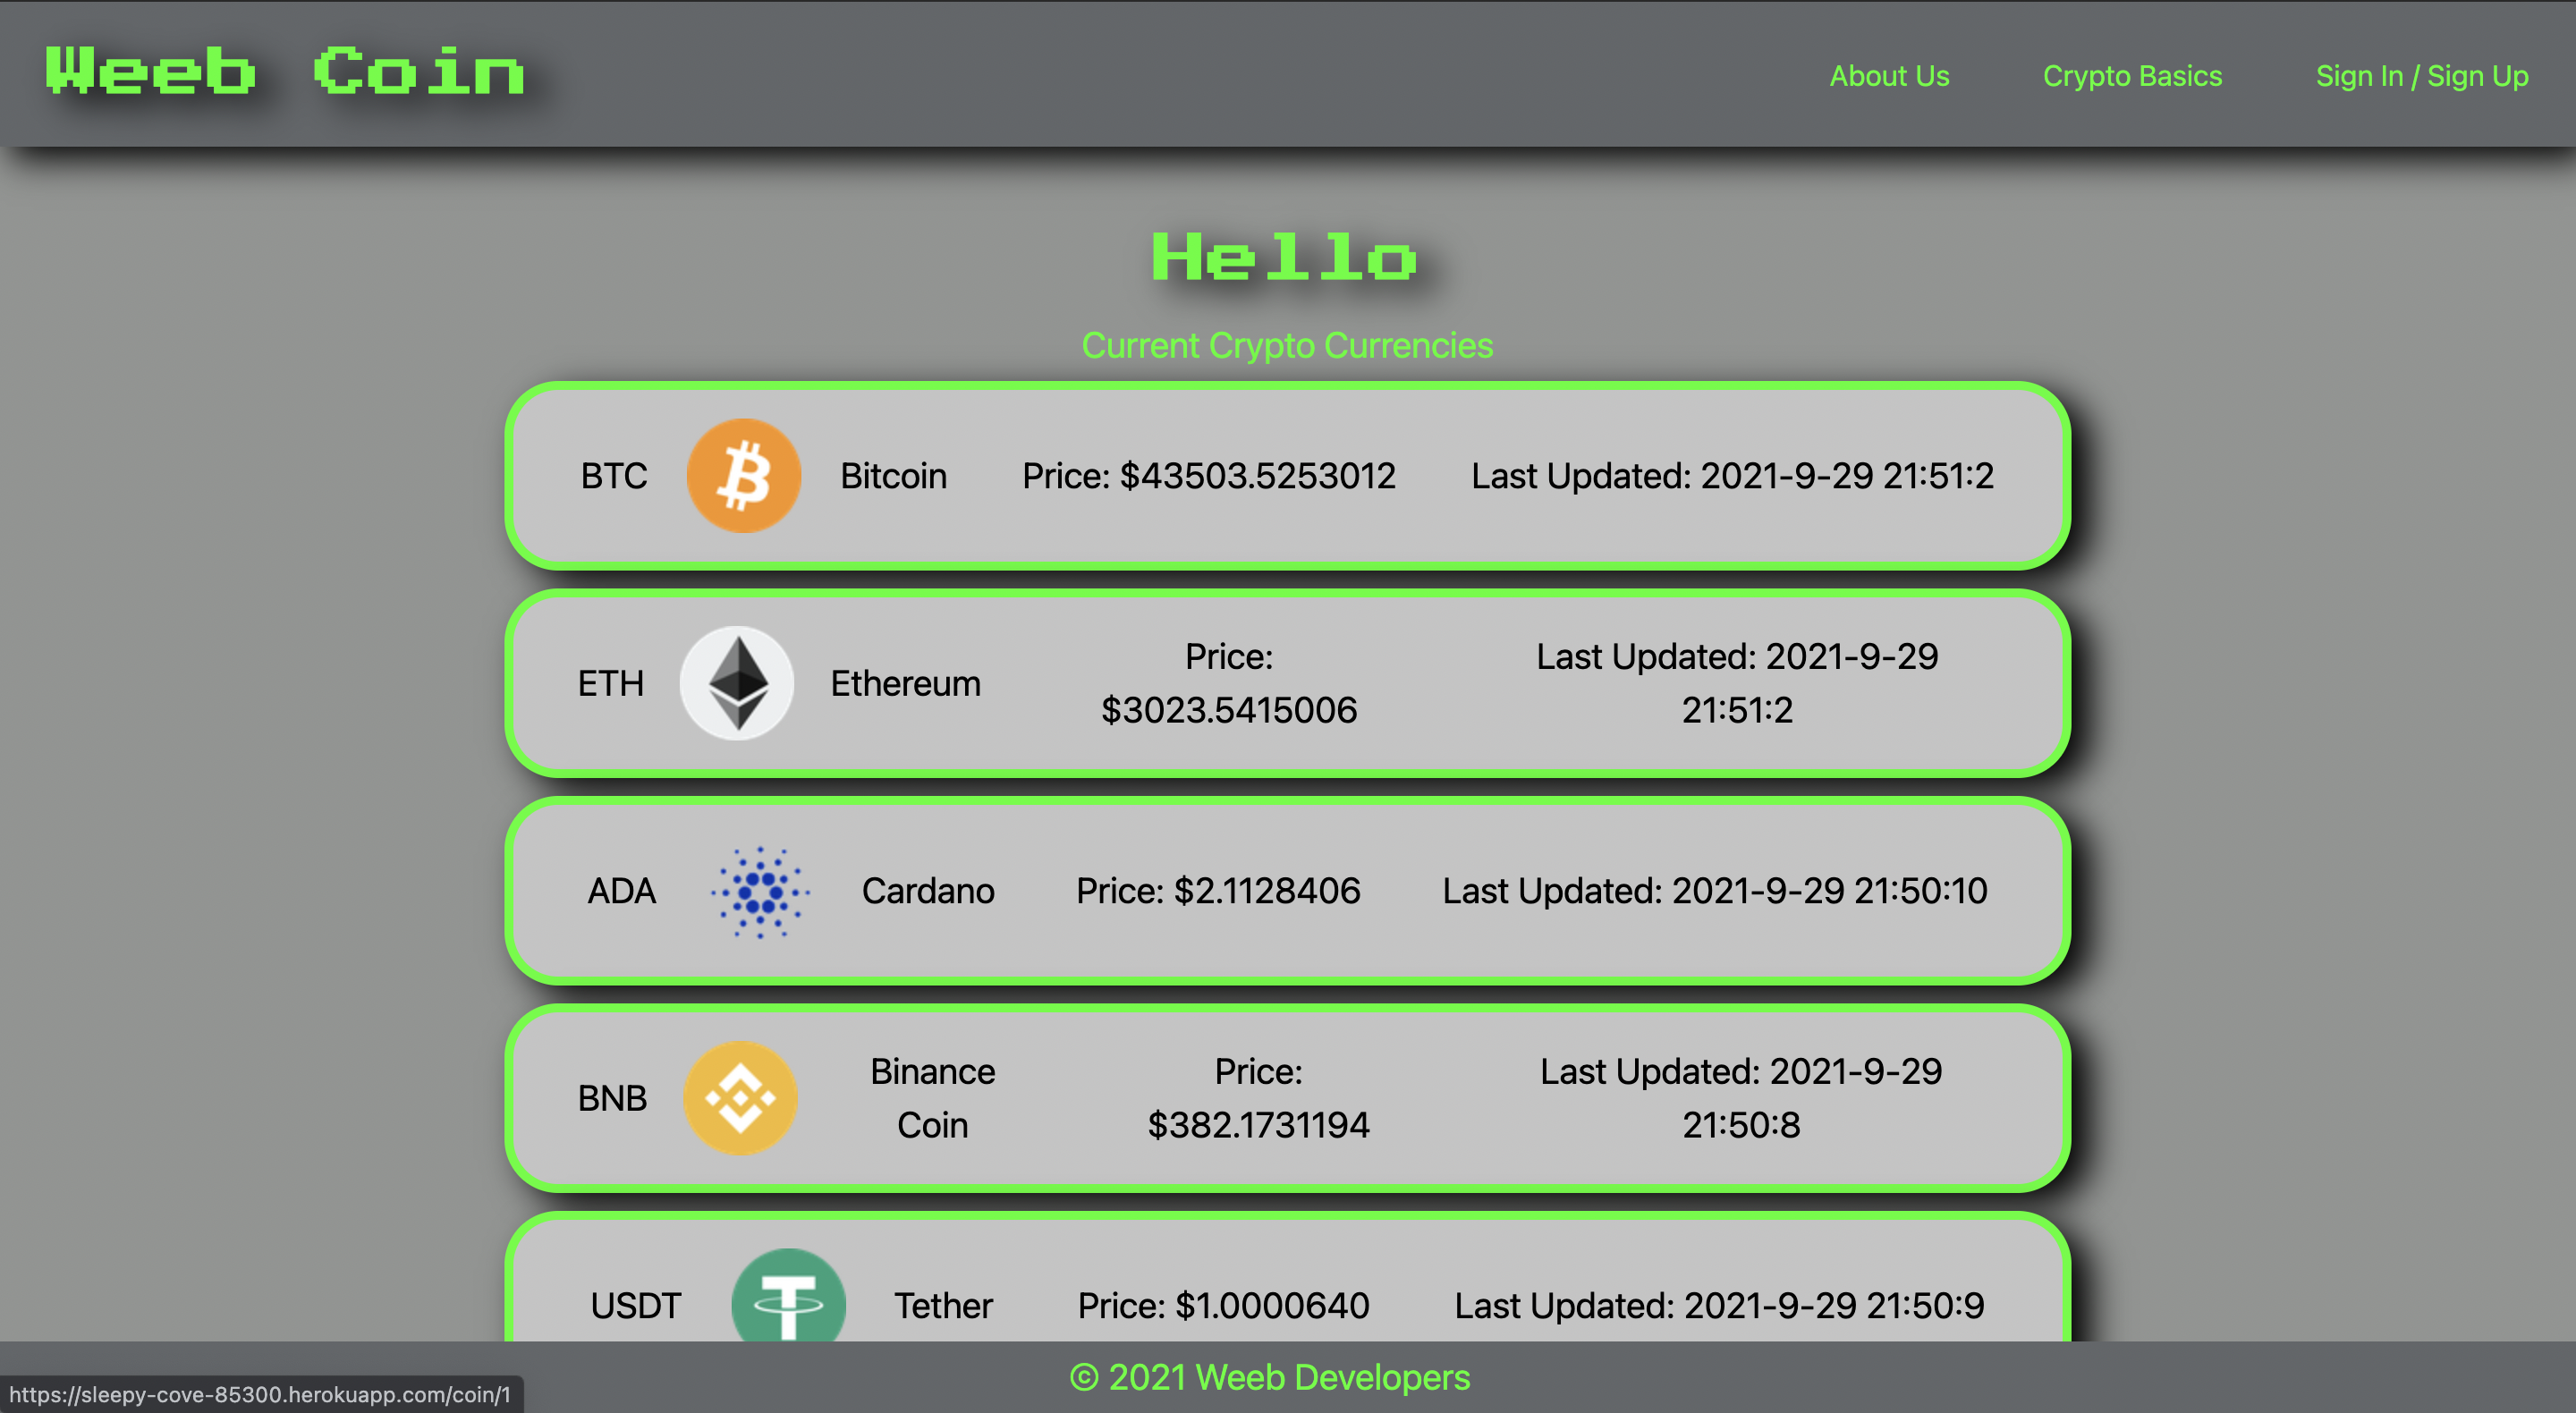 Weeb Coin
About Us
Crypto Basics
Sign In / Sign Up
Hello
Current Crypto Currencies
BTC Bitcoin Price: $43503.5253012 Last Updated: 2021-9-29 21:51:2
ETH Ethereum
Price:
$3023.5415006
Last Updated: 2021-9-29
21:51:2
ADA Cardano Price: $2.1128406 Last Updated: 2021-9-29 21:50:10
BNB
Binance
Coin
Price:
$382.1731194
Last Updated: 2021-9-29
21:50:8
USDT Tether Price: $1.0000640 Last Updated: 2021-9-29 21:50:9
© 2021 Weeb Developers
https://sleepy-cove-85300.herokuapp.com/coin/1